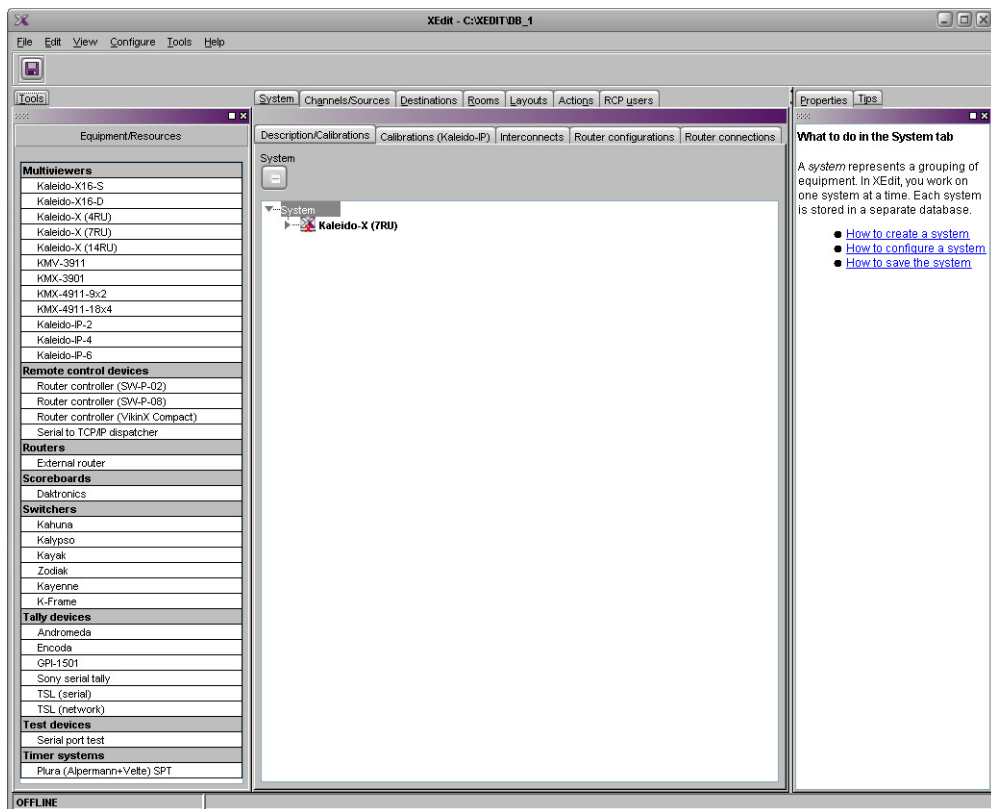 XEdit - C:\XEDIT\DB_1
File Edit View Configure Tools Help
Tools
Equipment/Resources
Multiviewers
Kaleido-X16-S
Kaleido-X16-D
Kaleido-X (4RU)
Kaleido-X (7RU)
Kaleido-X (14RU)
KMV-3911
KMX-3901
KMX-4911-9x2
KMX-4911-18x4
Kaleido-IP-2
Kaleido-IP-4
Kaleido-IP-6
Remote control devices
Router controller (SW-P-02)
Router controller (SW-P-08)
Router controller (VikinX Compact)
Serial to TCP/IP dispatcher
Routers
External router
Scoreboards
Daktronics
Switchers
Kahuna
Kalypso
Kayak
Zodiak
Kayenne
K-Frame
Tally devices
Andromeda
Encoda
GPI-1501
Sony serial tally
TSL (serial)
TSL (network)
Test devices
Serial port test
Timer systems
Plura (Alpermann+Velte) SPT
System Channels/Sources Destinations Rooms Layouts Actions RCP users
Description/Calibrations Calibrations (Kaleido-IP) Interconnects Router configurations Router connections
System
System
Kaleido-X (7RU)
Properties Tips
What to do in the System tab
A system represents a grouping of
equipment. In XEdit, you work on
one system at a time. Each system
is stored in a separate database.
How to create a system
How to configure a system
How to save the system
OFFLINE